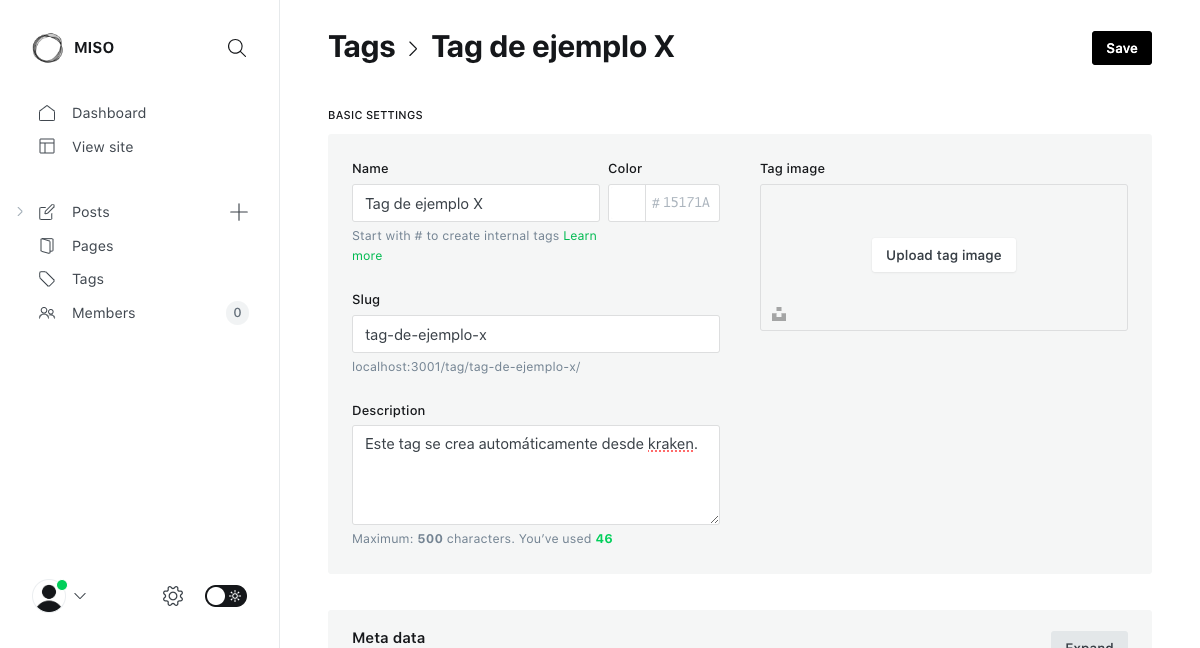 MISO
Dashboard
View site
Posts
Pages
Tags
Members
0
Tags > Tag de ejemplo X
Save
BASIC SETTINGS
Name
Tag de ejemplo X
Start with # to create internal tags Learn
more
Color
# 15171A
Slug
tag-de-ejemplo-x
localhost:3001/tag/tag-de-ejemplo-x/
Description
Este tag se crea automáticamente desde kraken.
Maximum: 500 characters. You've used 46
Tag image
Upload tag image
Meta data
Expand